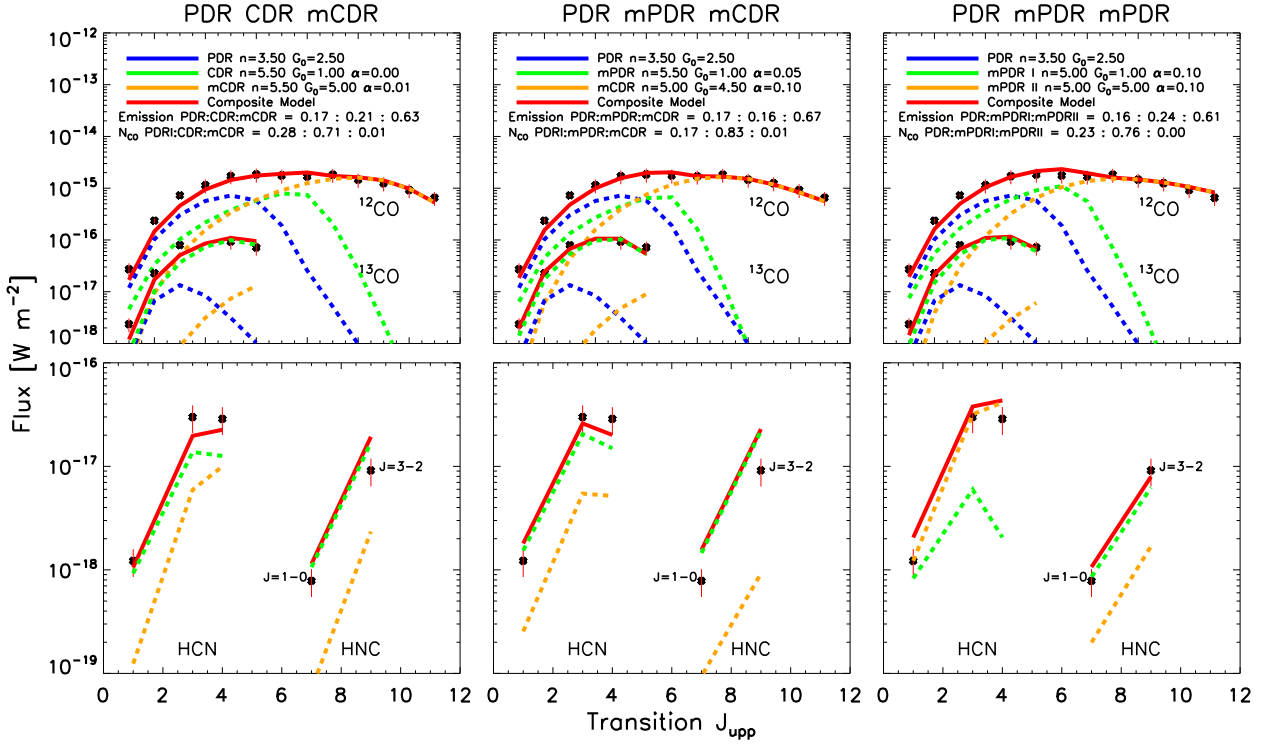 PDR CDR mCDR
PDR mPDR mCDR
PDR mPDR mPDR
10⁻¹²
10⁻¹³
10⁻¹⁴
10⁻¹⁵
10⁻¹⁶
10⁻¹⁷
10⁻¹⁸
PDR n=3.50 G₀=2.50
CDR n=5.50 G₀=1.00 α=0.00
mCDR n=5.50 G₀=5.00 α=0.01
Composite Model
Emission PDR:CDR:mCDR = 0.17 : 0.21 : 0.63
N_CO PDRI:CDR:mCDR = 0.28 : 0.71 : 0.01
¹²CO
¹³CO
PDR n=3.50 G₀=2.50
mPDR n=5.50 G₀=1.00 α=0.05
mCDR n=5.00 G₀=4.50 α=0.10
Composite Model
Emission PDR:mPDR:mCDR = 0.17 : 0.16 : 0.67
N_CO PDRI:mPDR:mCDR = 0.17 : 0.83 : 0.01
¹²CO
¹³CO
PDR n=3.50 G₀=2.50
mPDR I n=5.00 G₀=1.00 α=0.10
mPDR II n=5.00 G₀=5.00 α=0.10
Composite Model
Emission PDR:mPDRI:mPDRII = 0.16 : 0.24 : 0.61
N_CO PDRI:mPDRI:mPDRII = 0.23 : 0.76 : 0.00
¹²CO
¹³CO
Flux [W m⁻²]
10⁻¹⁶
10⁻¹⁷
10⁻¹⁸
10⁻¹⁹
J=3-2
J=1-0
HCN
HNC
J=3-2
J=1-0
HCN
HNC
J=3-2
J=1-0
HCN
HNC
0 2 4 6 8 10 12
0 2 4 6 8 10 12
0 2 4 6 8 10 12
Transition J_upp